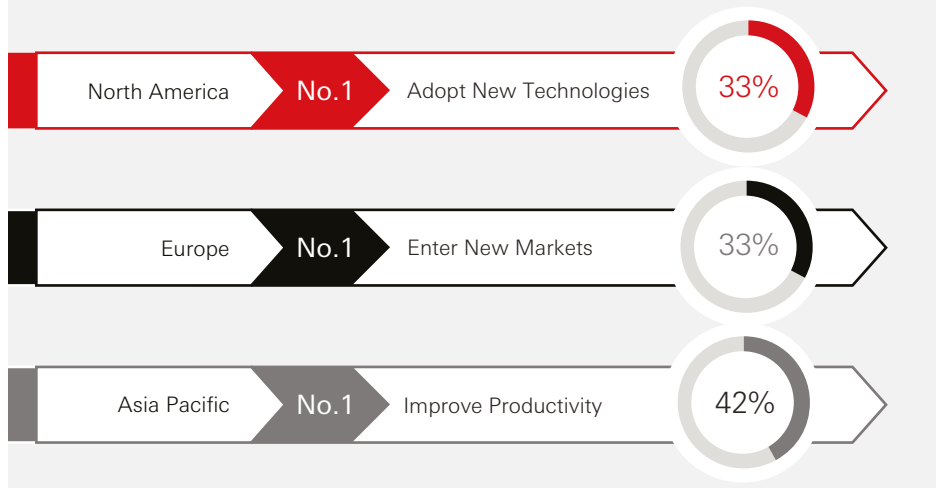 North America No.1 Adopt New Technologies 33%
Europe No.1 Enter New Markets 33%
Asia Pacific No.1 Improve Productivity 42%